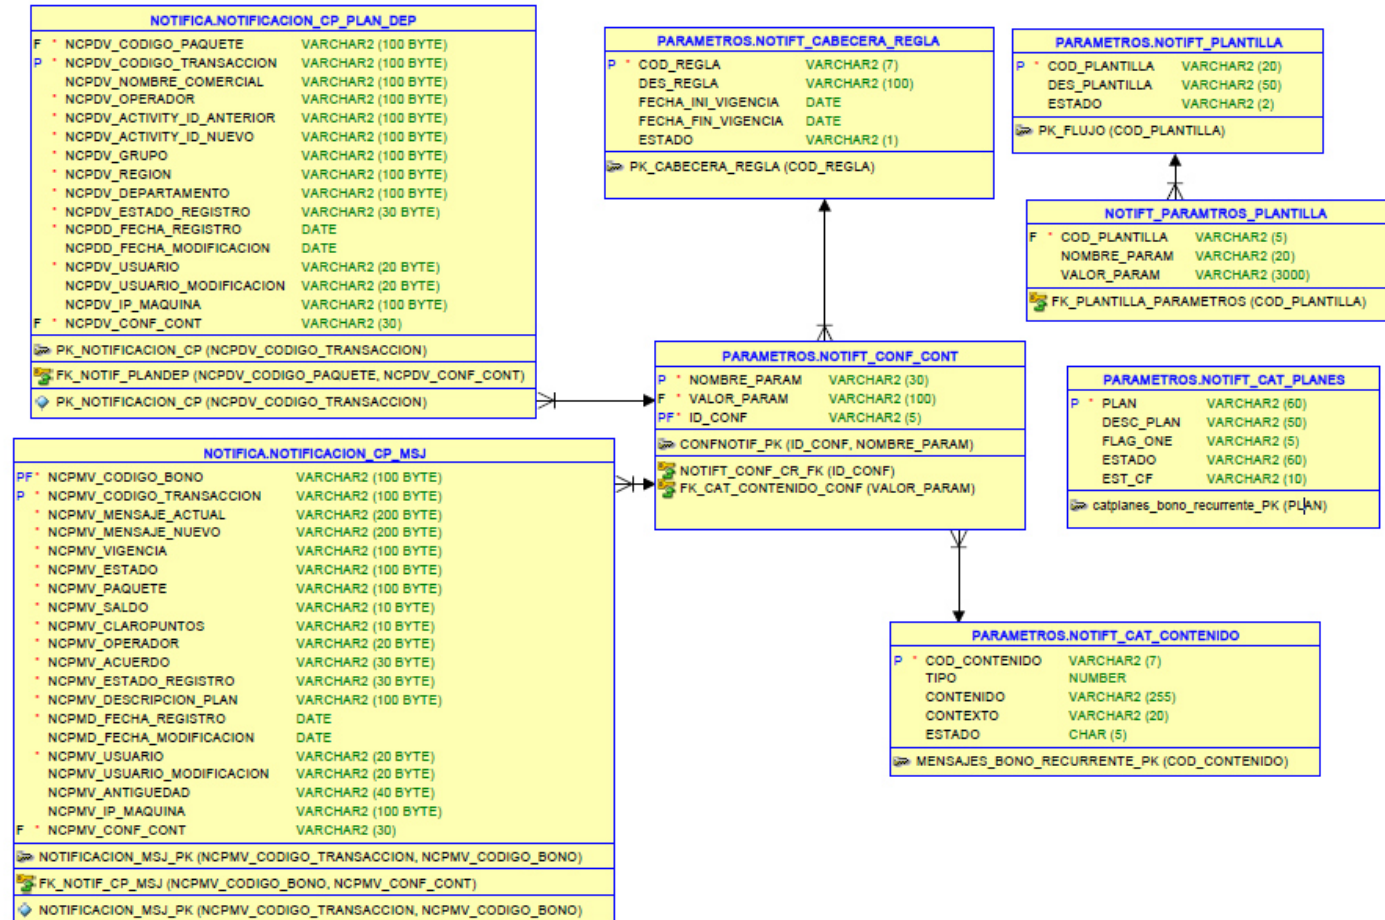 NOTIFICA.NOTIFICACION_CP_PLAN_DEP
F * NCPDV_CODIGO_PAQUETE VARCHAR2 (100 BYTE)
P * NCPDV_CODIGO_TRANSACCION VARCHAR2 (100 BYTE)
NCPDV_NOMBRE_COMERCIAL VARCHAR2 (100 BYTE)
* NCPDV_OPERADOR VARCHAR2 (100 BYTE)
* NCPDV_ACTIVITY_ID_ANTERIOR VARCHAR2 (100 BYTE)
* NCPDV_ACTIVITY_ID_NUEVO VARCHAR2 (100 BYTE)
* NCPDV_GRUPO VARCHAR2 (100 BYTE)
* NCPDV_REGION VARCHAR2 (100 BYTE)
* NCPDV_DEPARTAMENTO VARCHAR2 (100 BYTE)
* NCPDV_ESTADO_REGISTRO VARCHAR2 (30 BYTE)
* NCPDD_FECHA_REGISTRO DATE
NCPDD_FECHA_MODIFICACION DATE
* NCPDV_USUARIO VARCHAR2 (20 BYTE)
NCPDV_USUARIO_MODIFICACION VARCHAR2 (20 BYTE)
NCPDV_IP_MAQUINA VARCHAR2 (100 BYTE)
F * NCPDV_CONF_CONT VARCHAR2 (30)
PK_NOTIFICACION_CP (NCPDV_CODIGO_TRANSACCION)
FK_NOTIF_PLANDEP (NCPDV_CODIGO_PAQUETE, NCPDV_CONF_CONT)
PK_NOTIFICACION_CP (NCPDV_CODIGO_TRANSACCION)
PARAMETROS.NOTIFT_CABECERA_REGLA
P * COD_REGLA VARCHAR2 (7)
DES_REGLA VARCHAR2 (100)
FECHA_INI_VIGENCIA DATE
FECHA_FIN_VIGENCIA DATE
ESTADO VARCHAR2 (1)
PK_CABECERA_REGLA (COD_REGLA)
PARAMETROS.NOTIFT_PLANTILLA
P * COD_PLANTILLA VARCHAR2 (20)
DES_PLANTILLA VARCHAR2 (50)
ESTADO VARCHAR2 (2)
PK_FLUJO (COD_PLANTILLA)
NOTIFT_PARAMTROS_PLANTILLA
F * COD_PLANTILLA VARCHAR2 (5)
NOMBRE_PARAM VARCHAR2 (20)
VALOR_PARAM VARCHAR2 (3000)
FK_PLANTILLA_PARAMETROS (COD_PLANTILLA)
PARAMETROS.NOTIFT_CONF_CONT
P * NOMBRE_PARAM VARCHAR2 (30)
F * VALOR_PARAM VARCHAR2 (100)
PF* ID_CONF VARCHAR2 (5)
CONFNOTIF_PK (ID_CONF, NOMBRE_PARAM)
NOTIFT_CONF_CR_FK (ID_CONF)
FK_CAT_CONTENIDO_CONF (VALOR_PARAM)
PARAMETROS.NOTIFT_CAT_PLANES
P * PLAN VARCHAR2 (60)
DESC_PLAN VARCHAR2 (50)
FLAG_ONE VARCHAR2 (5)
ESTADO VARCHAR2 (60)
EST_CF VARCHAR2 (10)
catplanes_bono_recurrente_PK (PLAN)
NOTIFICA.NOTIFICACION_CP_MSJ
PF* NCPMV_CODIGO_BONO VARCHAR2 (100 BYTE)
P * NCPMV_CODIGO_TRANSACCION VARCHAR2 (100 BYTE)
* NCPMV_MENSAJE_ACTUAL VARCHAR2 (200 BYTE)
* NCPMV_MENSAJE_NUEVO VARCHAR2 (200 BYTE)
* NCPMV_VIGENCIA VARCHAR2 (100 BYTE)
* NCPMV_ESTADO VARCHAR2 (100 BYTE)
* NCPMV_PAQUETE VARCHAR2 (100 BYTE)
* NCPMV_SALDO VARCHAR2 (10 BYTE)
* NCPMV_CLAROPUNTOS VARCHAR2 (10 BYTE)
* NCPMV_OPERADOR VARCHAR2 (20 BYTE)
* NCPMV_ACUERDO VARCHAR2 (30 BYTE)
* NCPMV_ESTADO_REGISTRO VARCHAR2 (30 BYTE)
* NCPMV_DESCRIPCION_PLAN VARCHAR2 (100 BYTE)
* NCPMD_FECHA_REGISTRO DATE
NCPMD_FECHA_MODIFICACION DATE
* NCPMV_USUARIO VARCHAR2 (20 BYTE)
NCPMV_USUARIO_MODIFICACION VARCHAR2 (20 BYTE)
NCPMV_ANTIGUEDAD VARCHAR2 (40 BYTE)
NCPMV_IP_MAQUINA VARCHAR2 (100 BYTE)
F * NCPMV_CONF_CONT VARCHAR2 (30)
NOTIFICACION_MSJ_PK (NCPMV_CODIGO_TRANSACCION, NCPMV_CODIGO_BONO)
FK_NOTIF_CP_MSJ (NCPMV_CODIGO_BONO, NCPMV_CONF_CONT)
NOTIFICACION_MSJ_PK (NCPMV_CODIGO_TRANSACCION, NCPMV_CODIGO_BONO)
PARAMETROS.NOTIFT_CAT_CONTENIDO
P * COD_CONTENIDO VARCHAR2 (7)
TIPO NUMBER
CONTENIDO VARCHAR2 (255)
CONTEXTO VARCHAR2 (20)
ESTADO CHAR (5)
MENSAJES_BONO_RECURRENTE_PK (COD_CONTENIDO)